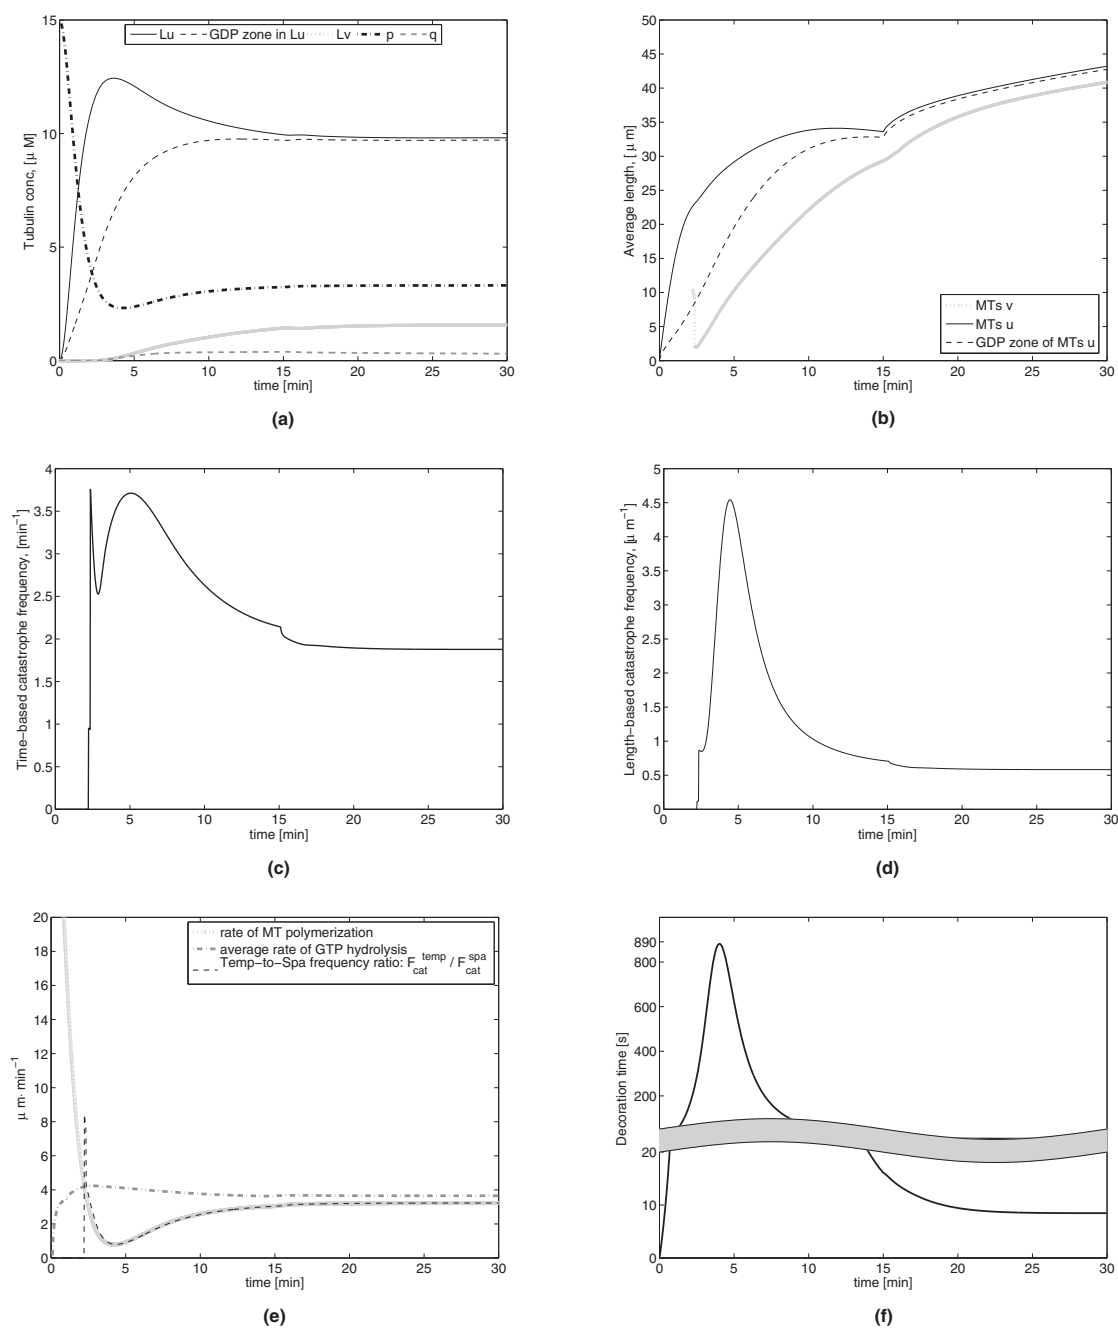 15
10
5
0
Tubulin conc, [μ M]
Lu GDP zone in Lu Lv p q
0 5 10 15 20 25 30
time [min]
(a)
50
45
40
35
30
25
20
15
10
5
0
Average length, [ μ m]
MTs v
MTs u
GDP zone of MTs u
0 5 10 15 20 25 30
time [min]
(b)
4
3.5
3
2.5
2
1.5
1
0.5
0
Time−based catastrophe frequency, [min⁻¹]
0 5 10 15 20 25 30
time [min]
(c)
5
4.5
4
3.5
3
2.5
2
1.5
1
0.5
0
Length−based catastrophe frequency, [μ m⁻¹]
0 5 10 15 20 25 30
time [min]
(d)
20
18
16
14
12
10
8
6
4
2
0
μ m· min⁻¹
rate of MT polymerization
average rate of GTP hydrolysis
Temp−to−Spa frequency ratio: F_cat^temp / F_cat^spa
0 5 10 15 20 25 30
time [min]
(e)
890
800
600
400
200
20
10
0
Decoration time [s]
0 5 10 15 20 25 30
time [min]
(f)